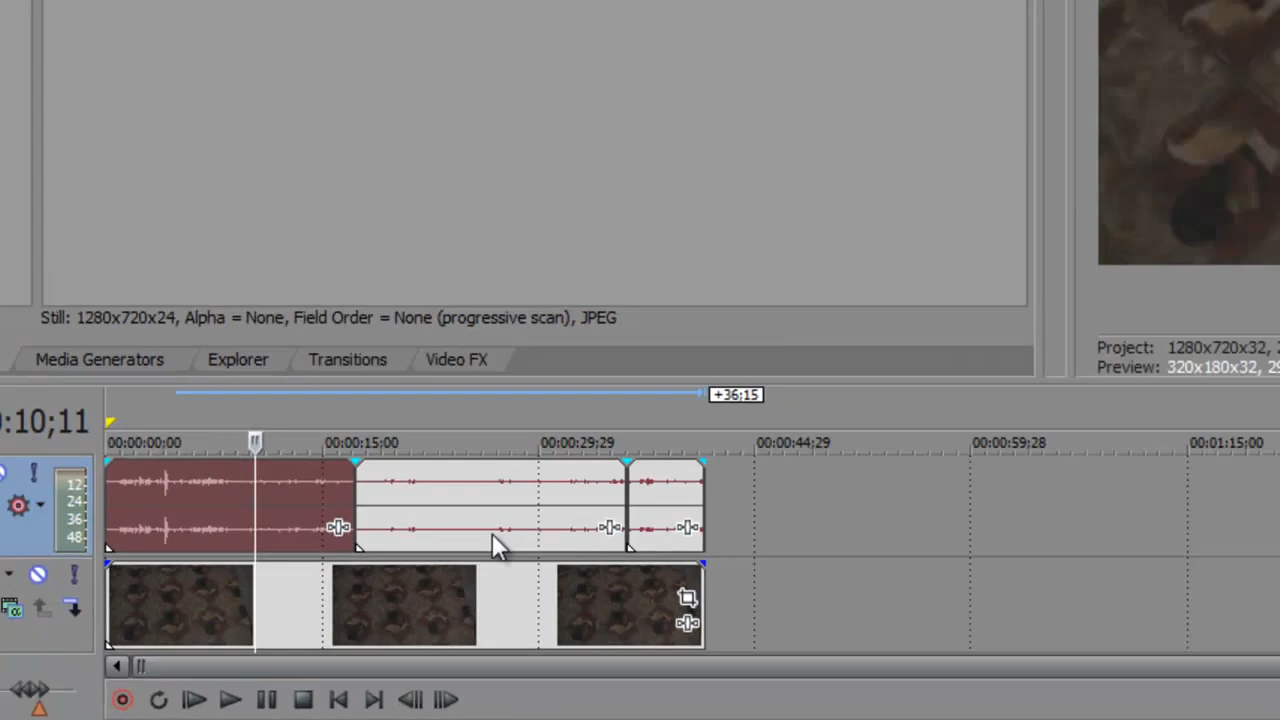 Still: 1280x720x24, Alpha = None, Field Order = None (progressive scan), JPEG
Media Generators Explorer Transitions Video FX
Project: 1280x720x32, 2
Preview: 320x180x32, 29
+36;15
:10;11
00:00:00;00 00:00:15;00 00:00:29;29 00:00:44;29 00:00:59;28 00:01:15;00
12
24
36
48